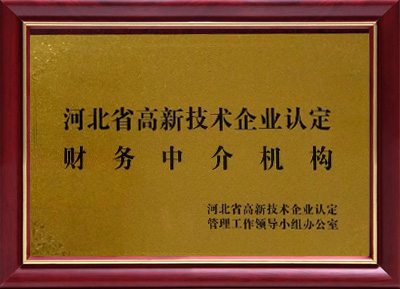 河北省高新技术企业认定
财务中介机构
河北省高新技术企业认定
管理工作领导小组办公室